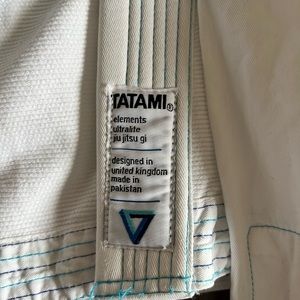 TATAMI®
elements
ultralite
jiu jitsu gi
designed in
united kingdom
made in
pakistan